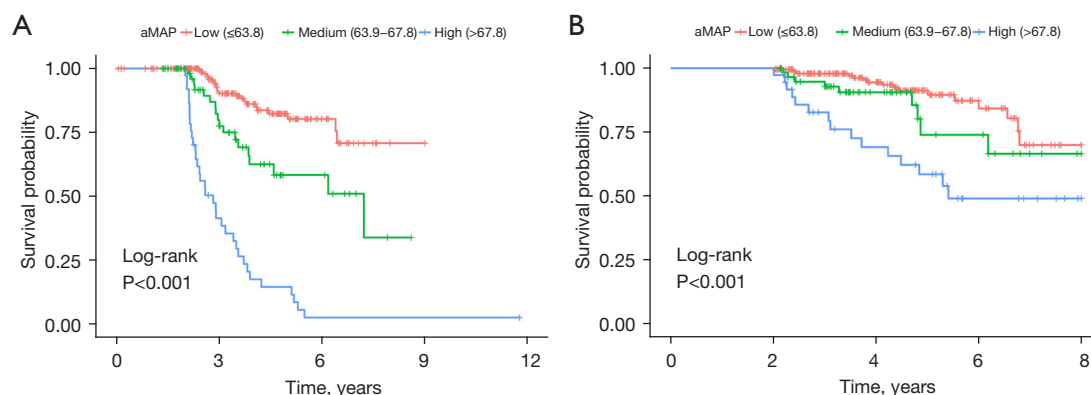 A
aMAP Low (≤63.8) Medium (63.9–67.8) High (>67.8)
1.00
0.75
0.50
0.25
0.00
Survival probability
Log-rank
P<0.001
0 3 6 9 12
Time, years
B
aMAP Low (≤63.8) Medium (63.9–67.8) High (>67.8)
1.00
0.75
0.50
0.25
0.00
Survival probability
Log-rank
P<0.001
0 2 4 6 8
Time, years